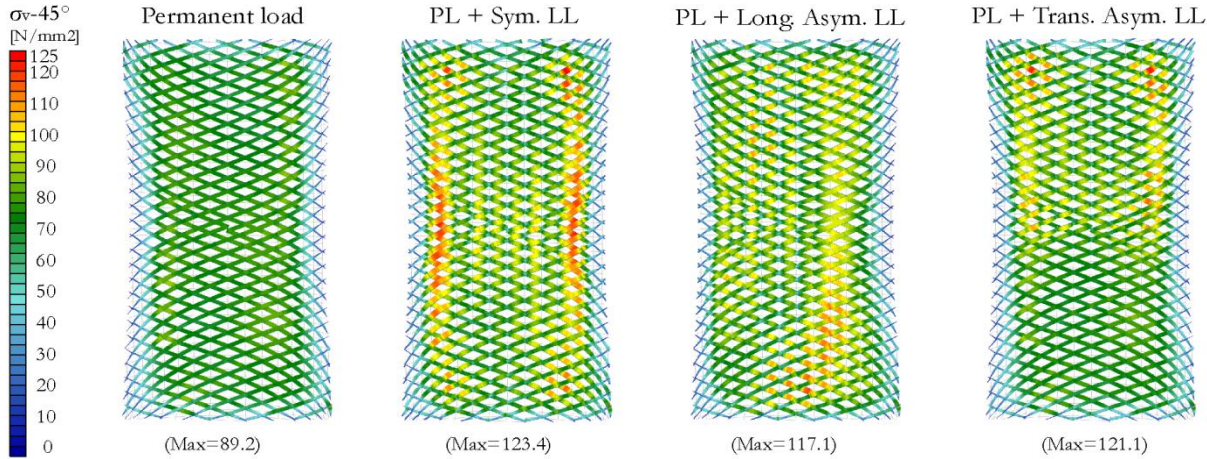 σv-45°
[N/mm2]
125
120
110
100
90
80
70
60
50
40
30
20
10
0
Permanent load
(Max=89.2)
PL + Sym. LL
(Max=123.4)
PL + Long. Asym. LL
(Max=117.1)
PL + Trans. Asym. LL
(Max=121.1)